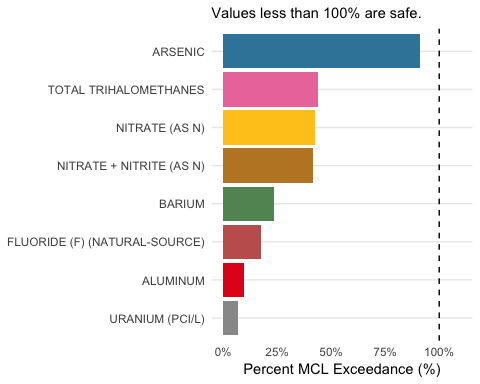 Values less than 100% are safe.
ARSENIC
TOTAL TRIHALOMETHANES
NITRATE (AS N)
NITRATE + NITRITE (AS N)
BARIUM
FLUORIDE (F) (NATURAL-SOURCE)
ALUMINUM
URANIUM (PCI/L)
0% 25% 50% 75% 100%
Percent MCL Exceedance (%)